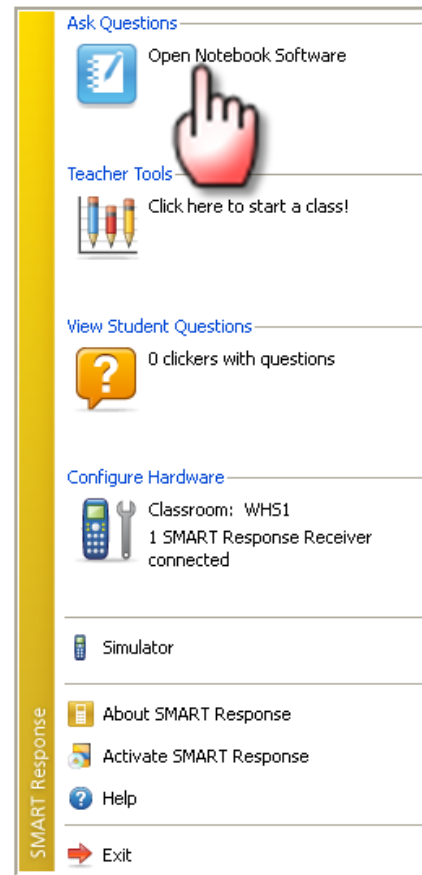 Ask Questions
Open Notebook Software
Teacher Tools
Click here to start a class!
View Student Questions
0 clickers with questions
Configure Hardware
Classroom: WHS1
1 SMART Response Receiver
connected
Simulator
About SMART Response
Activate SMART Response
Help
Exit
SMART Response